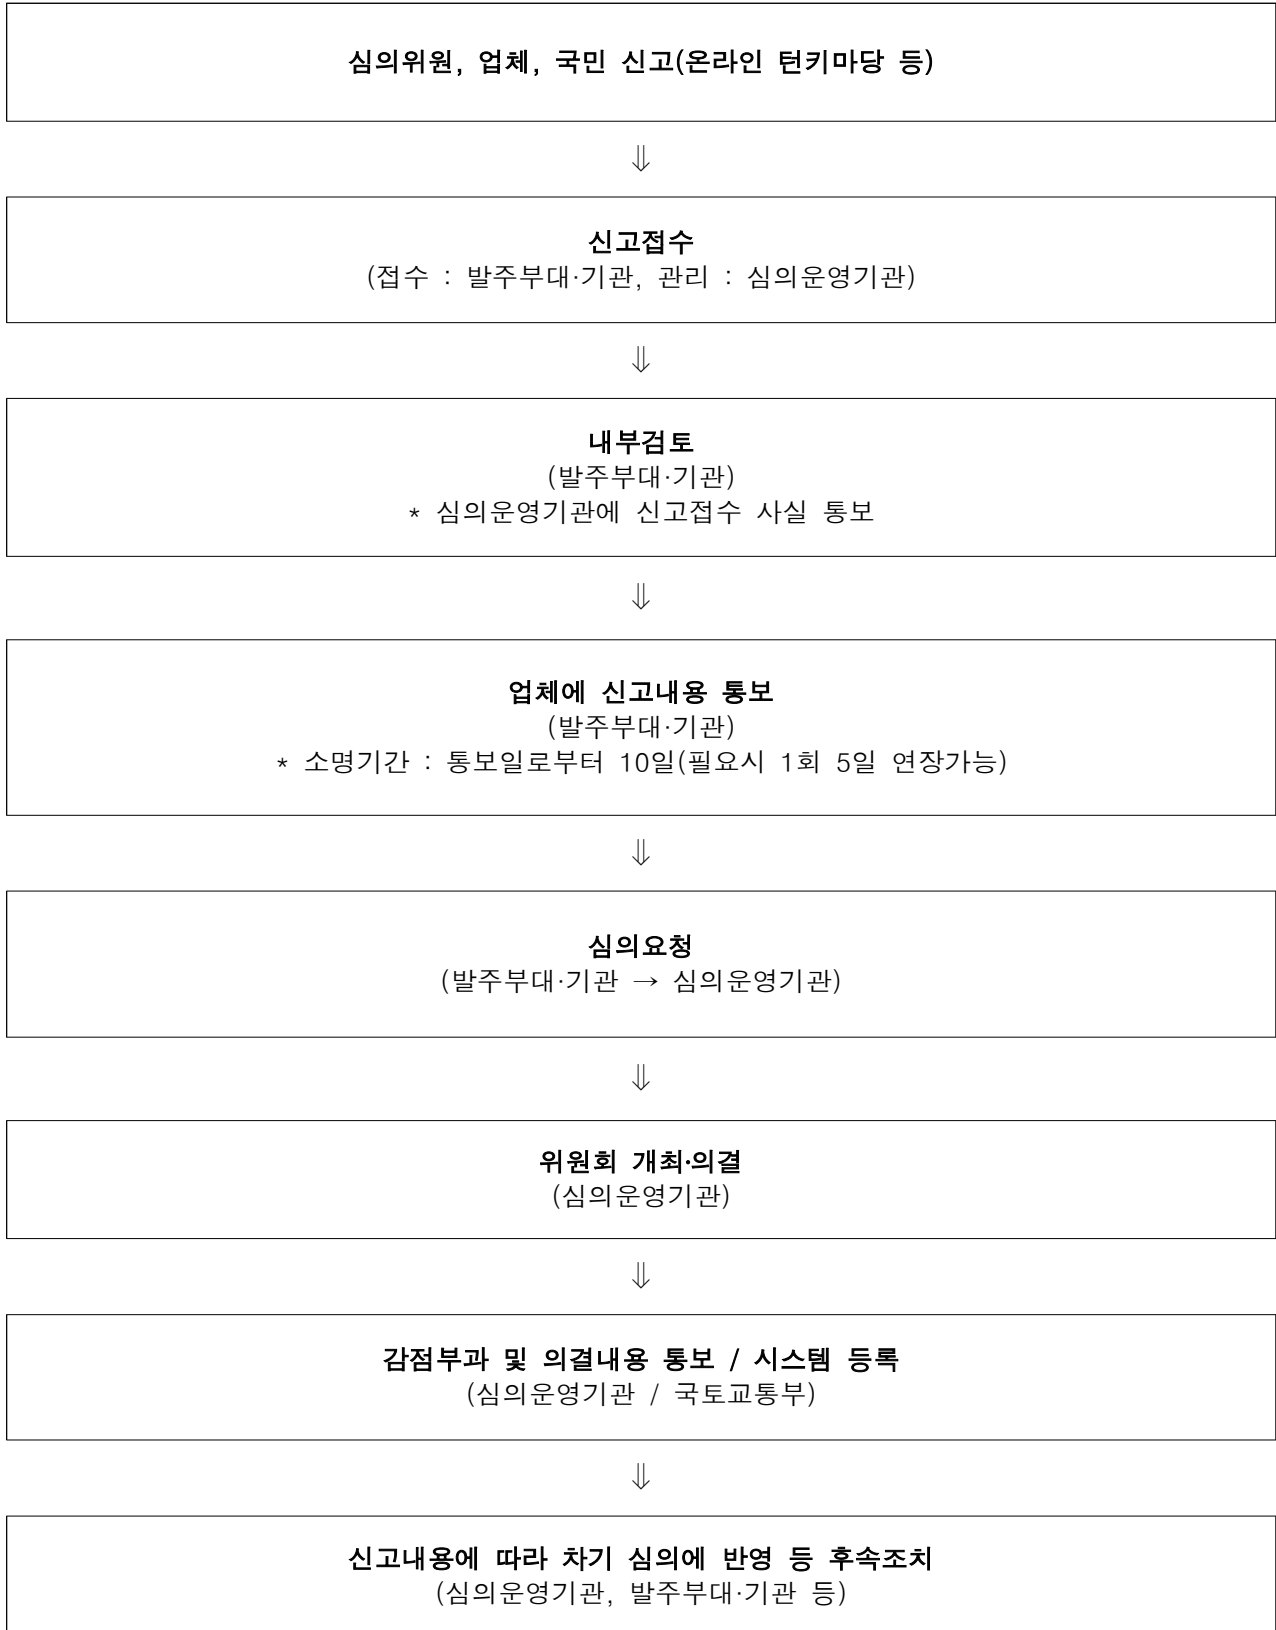 심의위원, 업체, 국민 신고(온라인 턴키마당 등)
⇓
신고접수
(접수 : 발주부대·기관, 관리 : 심의운영기관)
⇓
내부검토
(발주부대·기관)
* 심의운영기관에 신고접수 사실 통보
⇓
업체에 신고내용 통보
(발주부대·기관)
* 소명기간 : 통보일로부터 10일(필요시 1회 5일 연장가능)
⇓
심의요청
(발주부대·기관 → 심의운영기관)
⇓
위원회 개최·의결
(심의운영기관)
⇓
감점부과 및 의결내용 통보 / 시스템 등록
(심의운영기관 / 국토교통부)
⇓
신고내용에 따라 차기 심의에 반영 등 후속조치
(심의운영기관, 발주부대·기관 등)